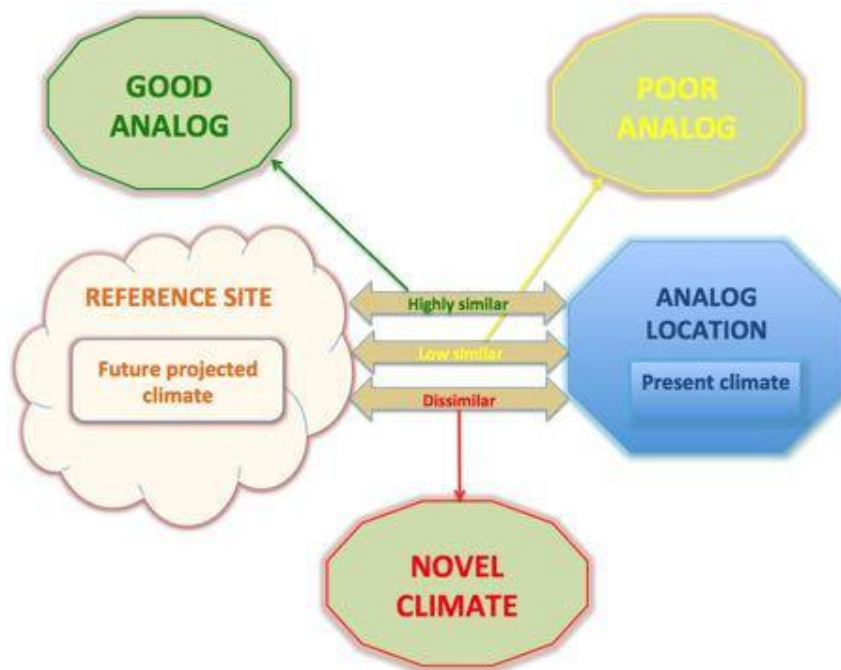 GOOD
ANALOG
POOR
ANALOG
REFERENCE SITE
Future projected
climate
Highly similar
Low similar
Dissimilar
ANALOG
LOCATION
Present climate
NOVEL
CLIMATE